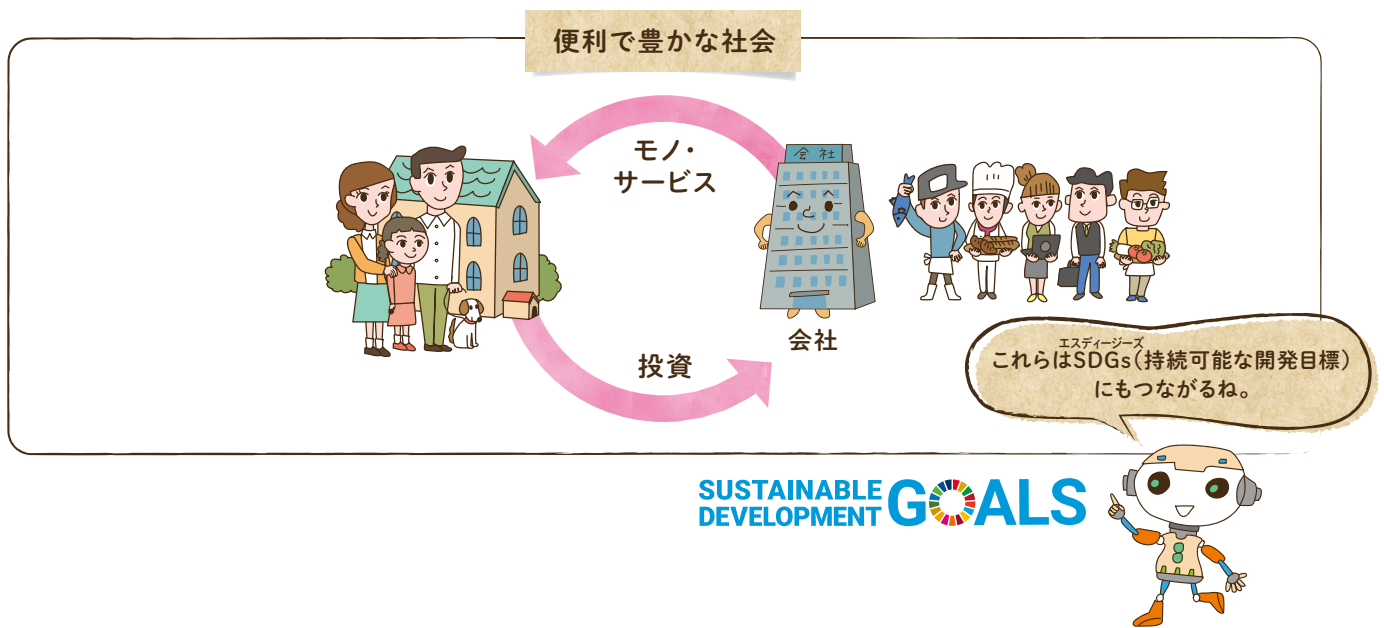 便利で豊かな社会
モノ・
サービス
会社
投資
会社
エスディージーズ
これらはSDGs(持続可能な開発目標)
にもつながるね。
SUSTAINABLE
DEVELOPMENT
GOALS